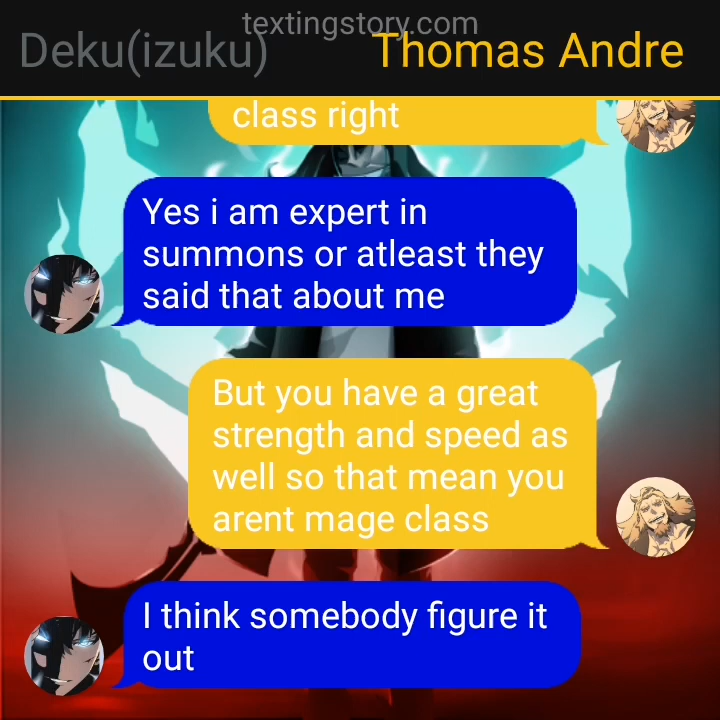 textingstory.com
Deku(izuku)
Thomas Andre
class right
Yes i am expert in
summons or atleast they
said that about me
But you have a great
strength and speed as
well so that mean you
arent mage class
I think somebody figure it
out